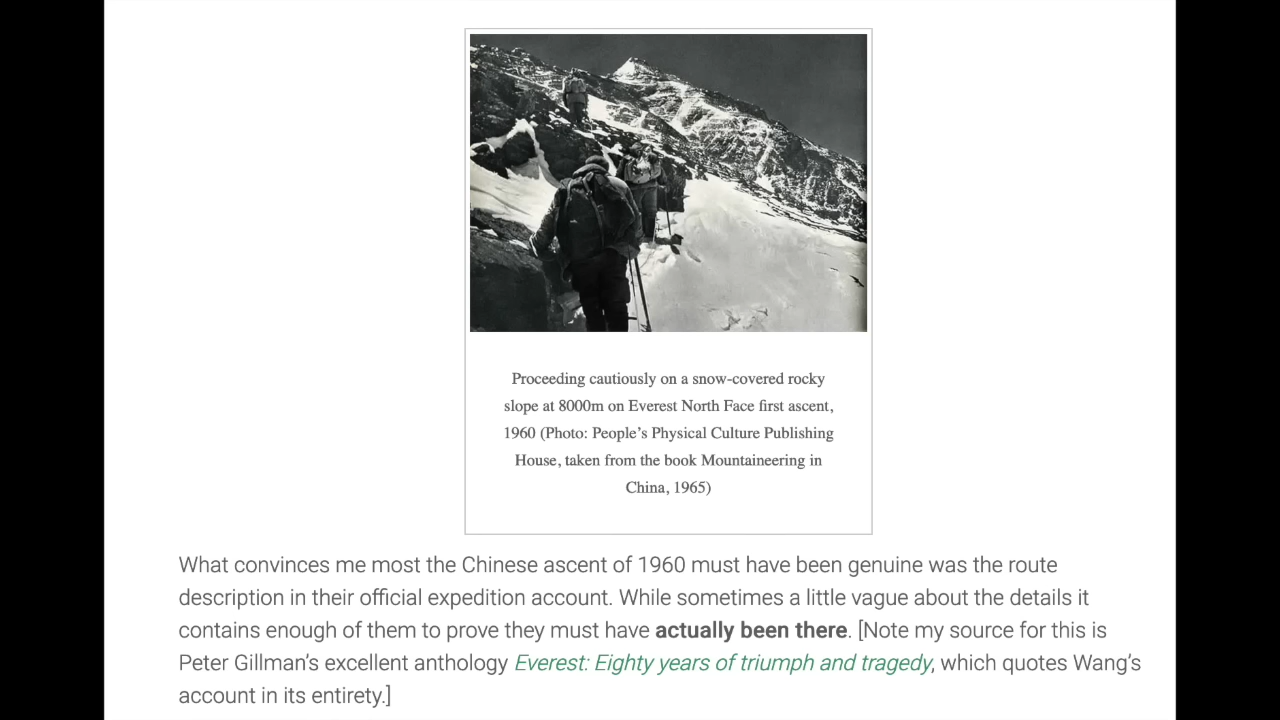 Proceeding cautiously on a snow-covered rocky
slope at 8000m on Everest North Face first ascent,
1960 (Photo: People’s Physical Culture Publishing
House, taken from the book Mountaineering in
China, 1965)
What convinces me most the Chinese ascent of 1960 must have been genuine was the route
description in their official expedition account. While sometimes a little vague about the details it
contains enough of them to prove they must have actually been there. [Note my source for this is
Peter Gillman’s excellent anthology Everest: Eighty years of triumph and tragedy, which quotes Wang’s
account in its entirety.]